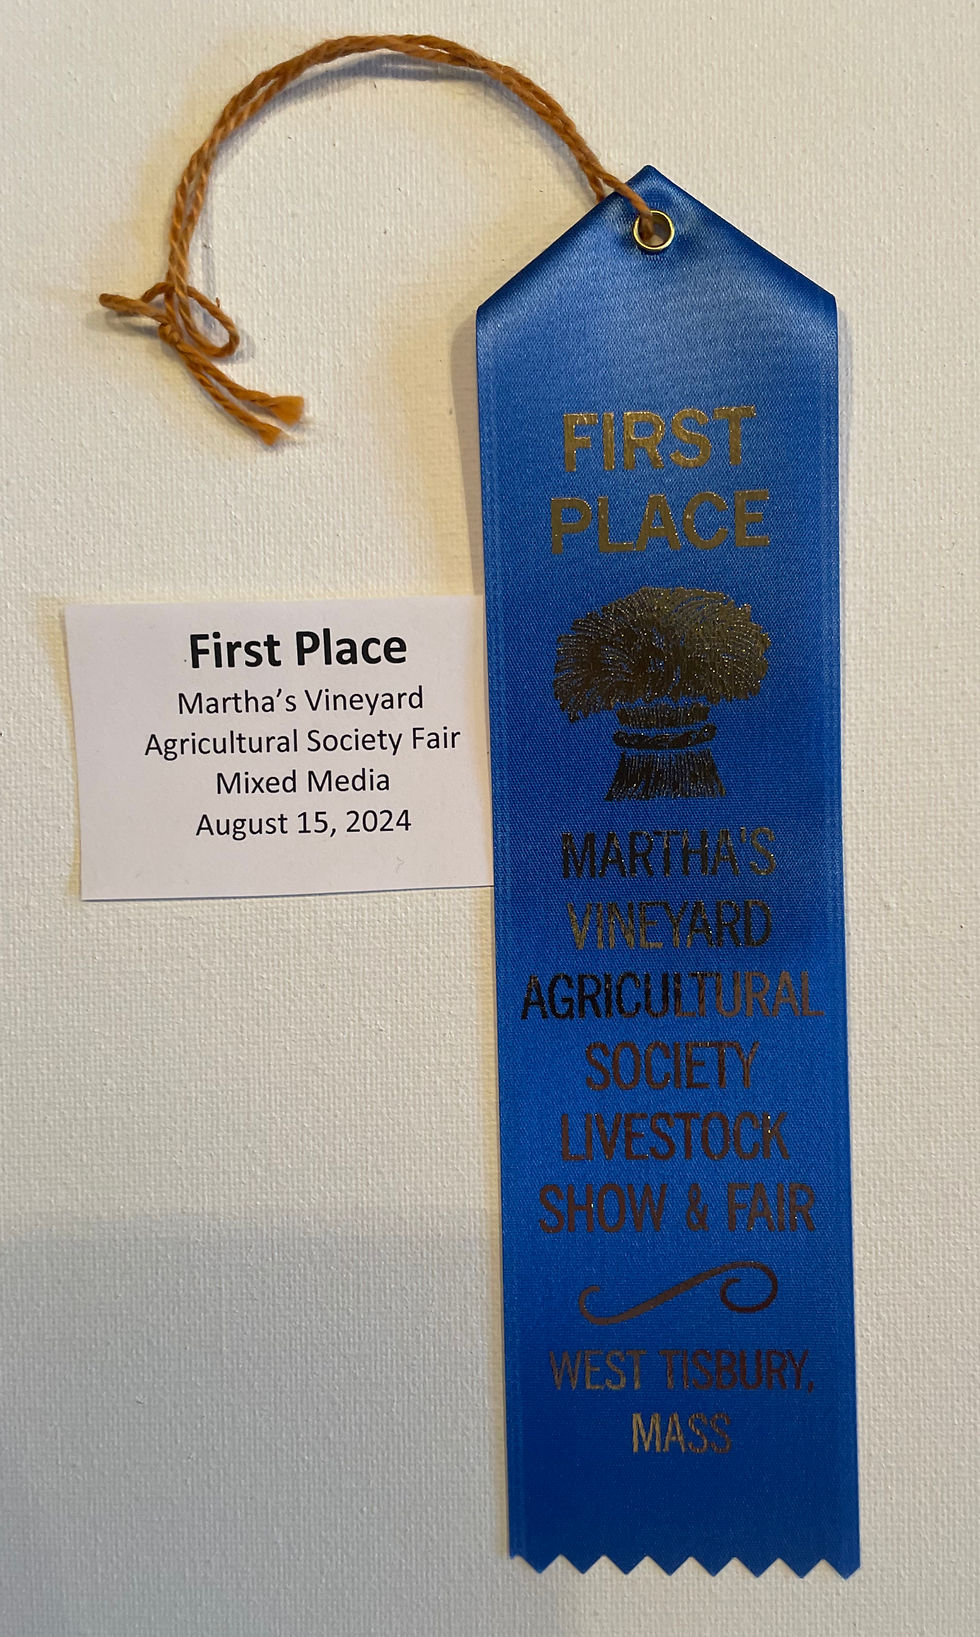 First Place
Martha’s Vineyard
Agricultural Society Fair
Mixed Media
August 15, 2024
FIRST
PLACE
MARTHA'S
VINEYARD
AGRICULTURAL
SOCIETY
LIVESTOCK
SHOW & FAIR
WEST TISBURY,
MASS